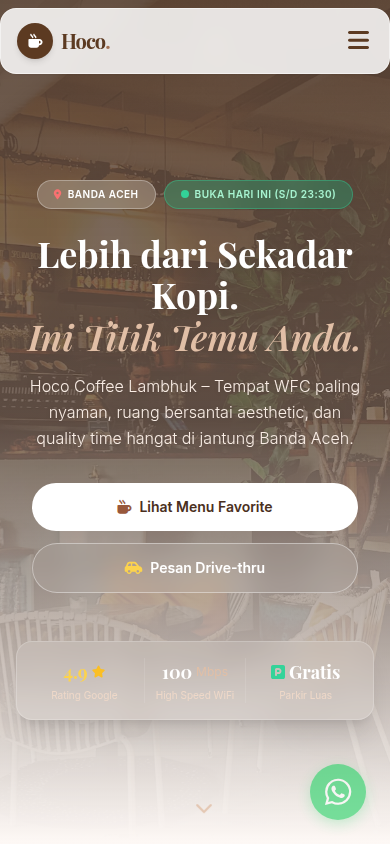 Hoco.
BANDA ACEH
BUKA HARI INI (S/D 23:30)
Lebih dari Sekadar
Kopi.
Ini Titik Temu Anda.
Hoco Coffee Lambhuk – Tempat WFC paling
nyaman, ruang bersantai aesthetic, dan
quality time hangat di jantung Banda Aceh.
Lihat Menu Favorite
Pesan Drive-thru
4.9 100 Mbps P Gratis
Rating Google High Speed WiFi Parkir Luas